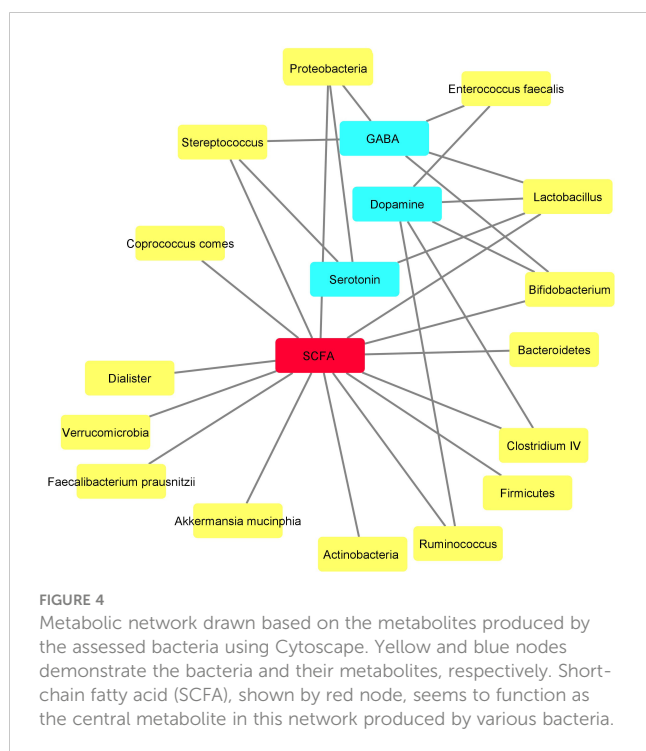 Proteobacteria
Enterococcus faecalis
GABA
Stereptococcus
Lactobacillus
Dopamine
Coprococcus comes
Serotonin
Bifidobacterium
SCFA
Bacteroidetes
Dialister
Verrucomicrobia
Clostridium IV
Faecalibacterium prausnitzii
Firmicutes
Akkermansia mucinphia
Ruminococcus
Actinobacteria
FIGURE 4
Metabolic network drawn based on the metabolites produced by
the assessed bacteria using Cytoscape. Yellow and blue nodes
demonstrate the bacteria and their metabolites, respectively. Short-
chain fatty acid (SCFA), shown by red node, seems to function as
the central metabolite in this network produced by various bacteria.